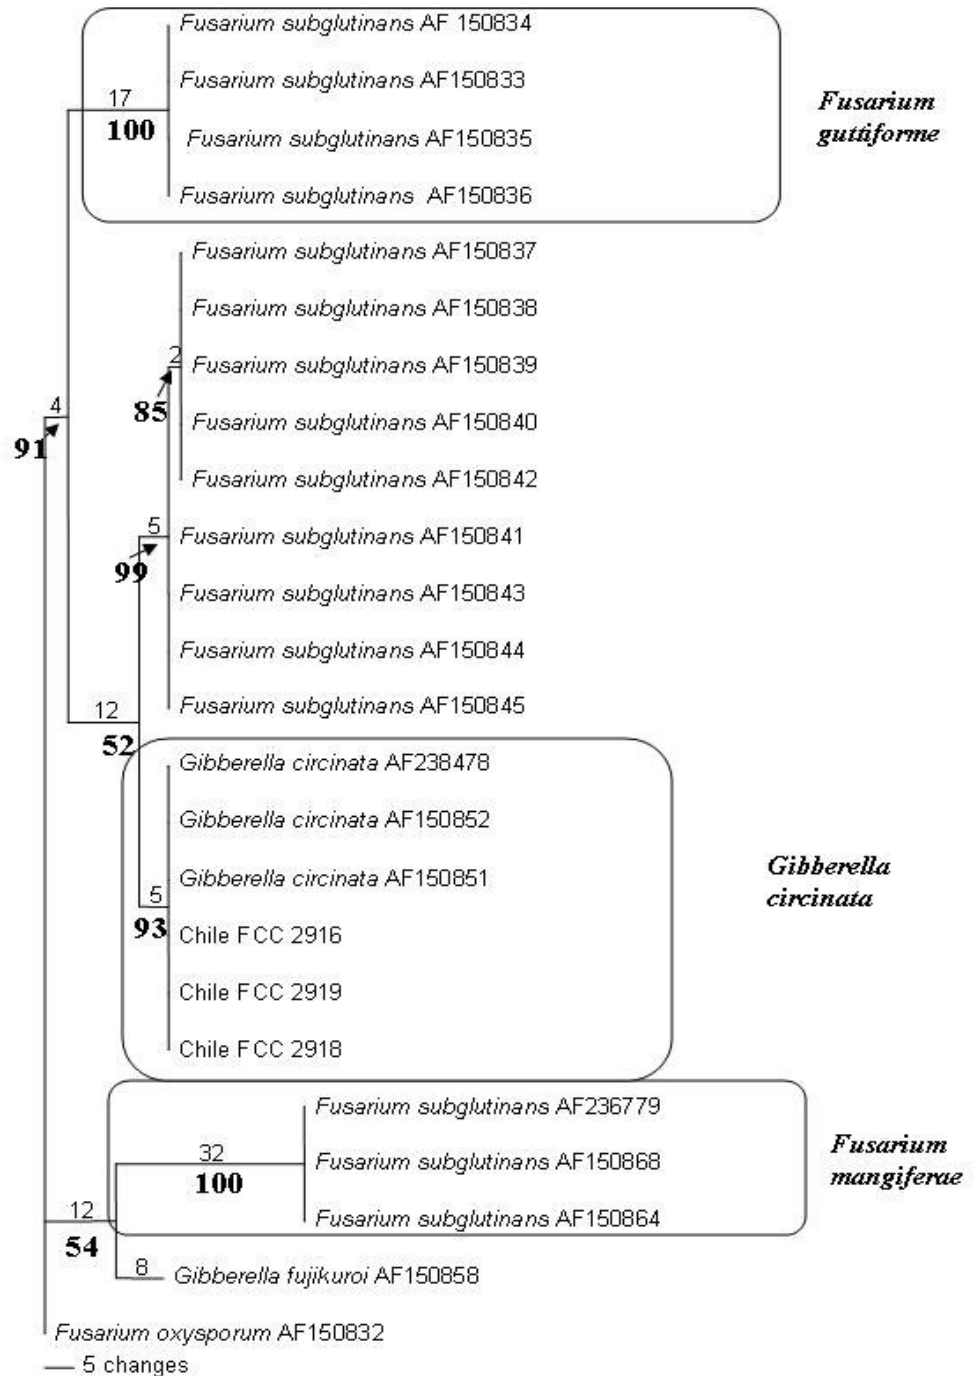 Fusarium subglutinans AF 150834
Fusarium subglutinans AF150833
17
100
Fusarium
guttiforme
Fusarium subglutinans AF150835
Fusarium subglutinans AF150836
Fusarium subglutinans AF150837
Fusarium subglutinans AF150838
2
Fusarium subglutinans AF150839
85
4
91
Fusarium subglutinans AF150840
Fusarium subglutinans AF150842
5
Fusarium subglutinans AF150841
99
Fusarium subglutinans AF150843
Fusarium subglutinans AF150844
Fusarium subglutinans AF150845
12
52
Gibberella circinata AF238478
Gibberella circinata AF150852
Gibberella circinata AF150851
Gibberella
circinata
5
93
Chile FCC 2916
Chile FCC 2919
Chile FCC 2918
Fusarium subglutinans AF236779
32
100
Fusarium subglutinans AF150868
Fusarium
mangiferae
Fusarium subglutinans AF150864
12
54
8
Gibberella fujikuroi AF150858
Fusarium oxysporum AF150832
5 changes